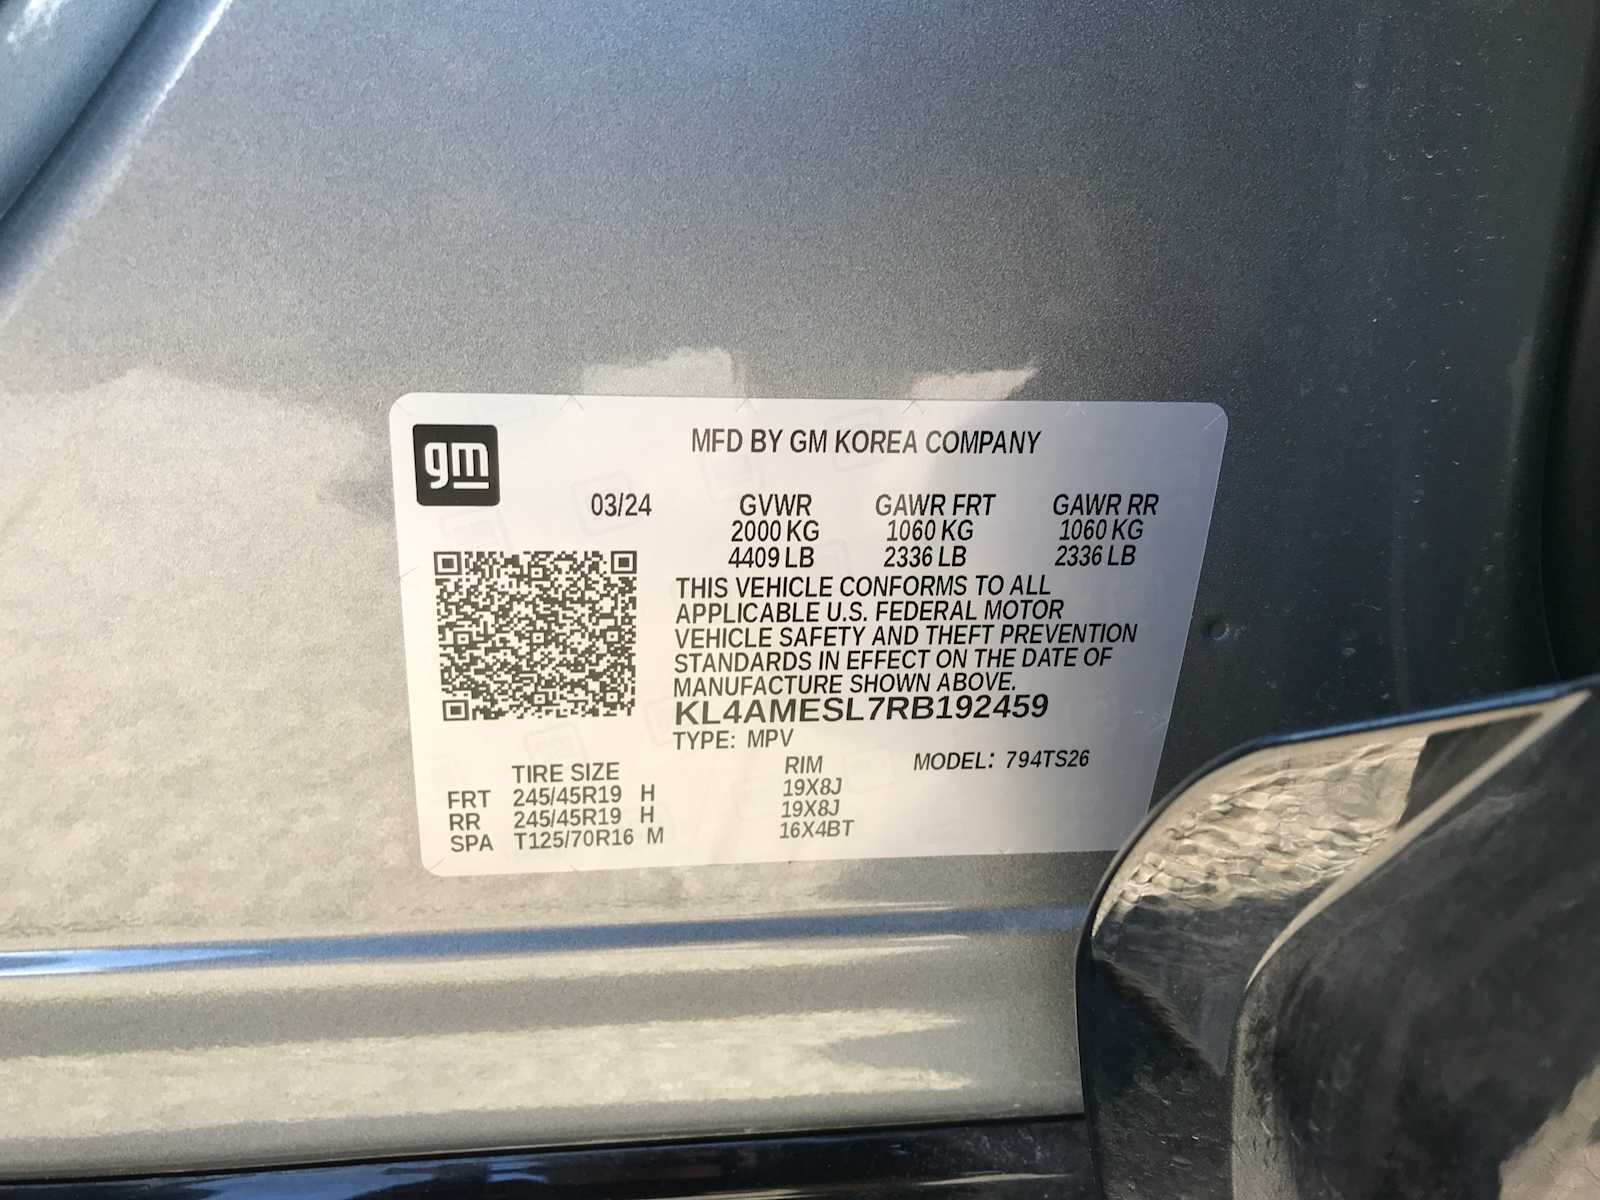 gm
MFD BY GM KOREA COMPANY
03/24 GVWR GAWR FRT GAWR RR
2000 KG 1060 KG 1060 KG
4409 LB 2336 LB 2336 LB
THIS VEHICLE CONFORMS TO ALL
APPLICABLE U.S. FEDERAL MOTOR
VEHICLE SAFETY AND THEFT PREVENTION
STANDARDS IN EFFECT ON THE DATE OF
MANUFACTURE SHOWN ABOVE.
KL4AMESL7RB192459
TYPE: MPV
MODEL: 794TS26
TIRE SIZE RIM
FRT 245/45R19 H 19X8J
RR 245/45R19 H 19X8J
SPA T125/70R16 M 16X4BT